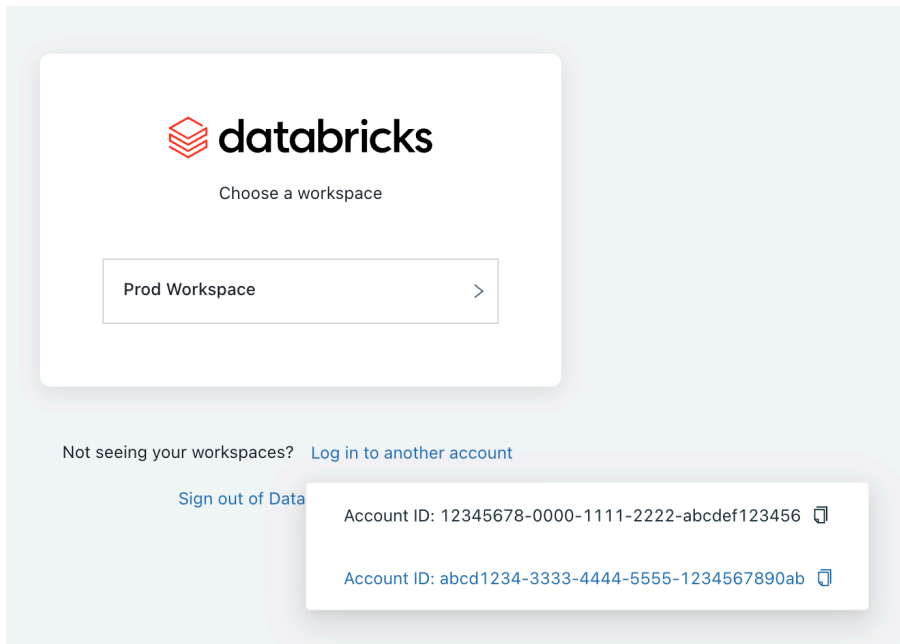 databricks
Choose a workspace
Prod Workspace
Not seeing your workspaces? Log in to another account
Sign out of Data
Account ID: 12345678-0000-1111-2222-abcdef123456
Account ID: abcd1234-3333-4444-5555-1234567890ab